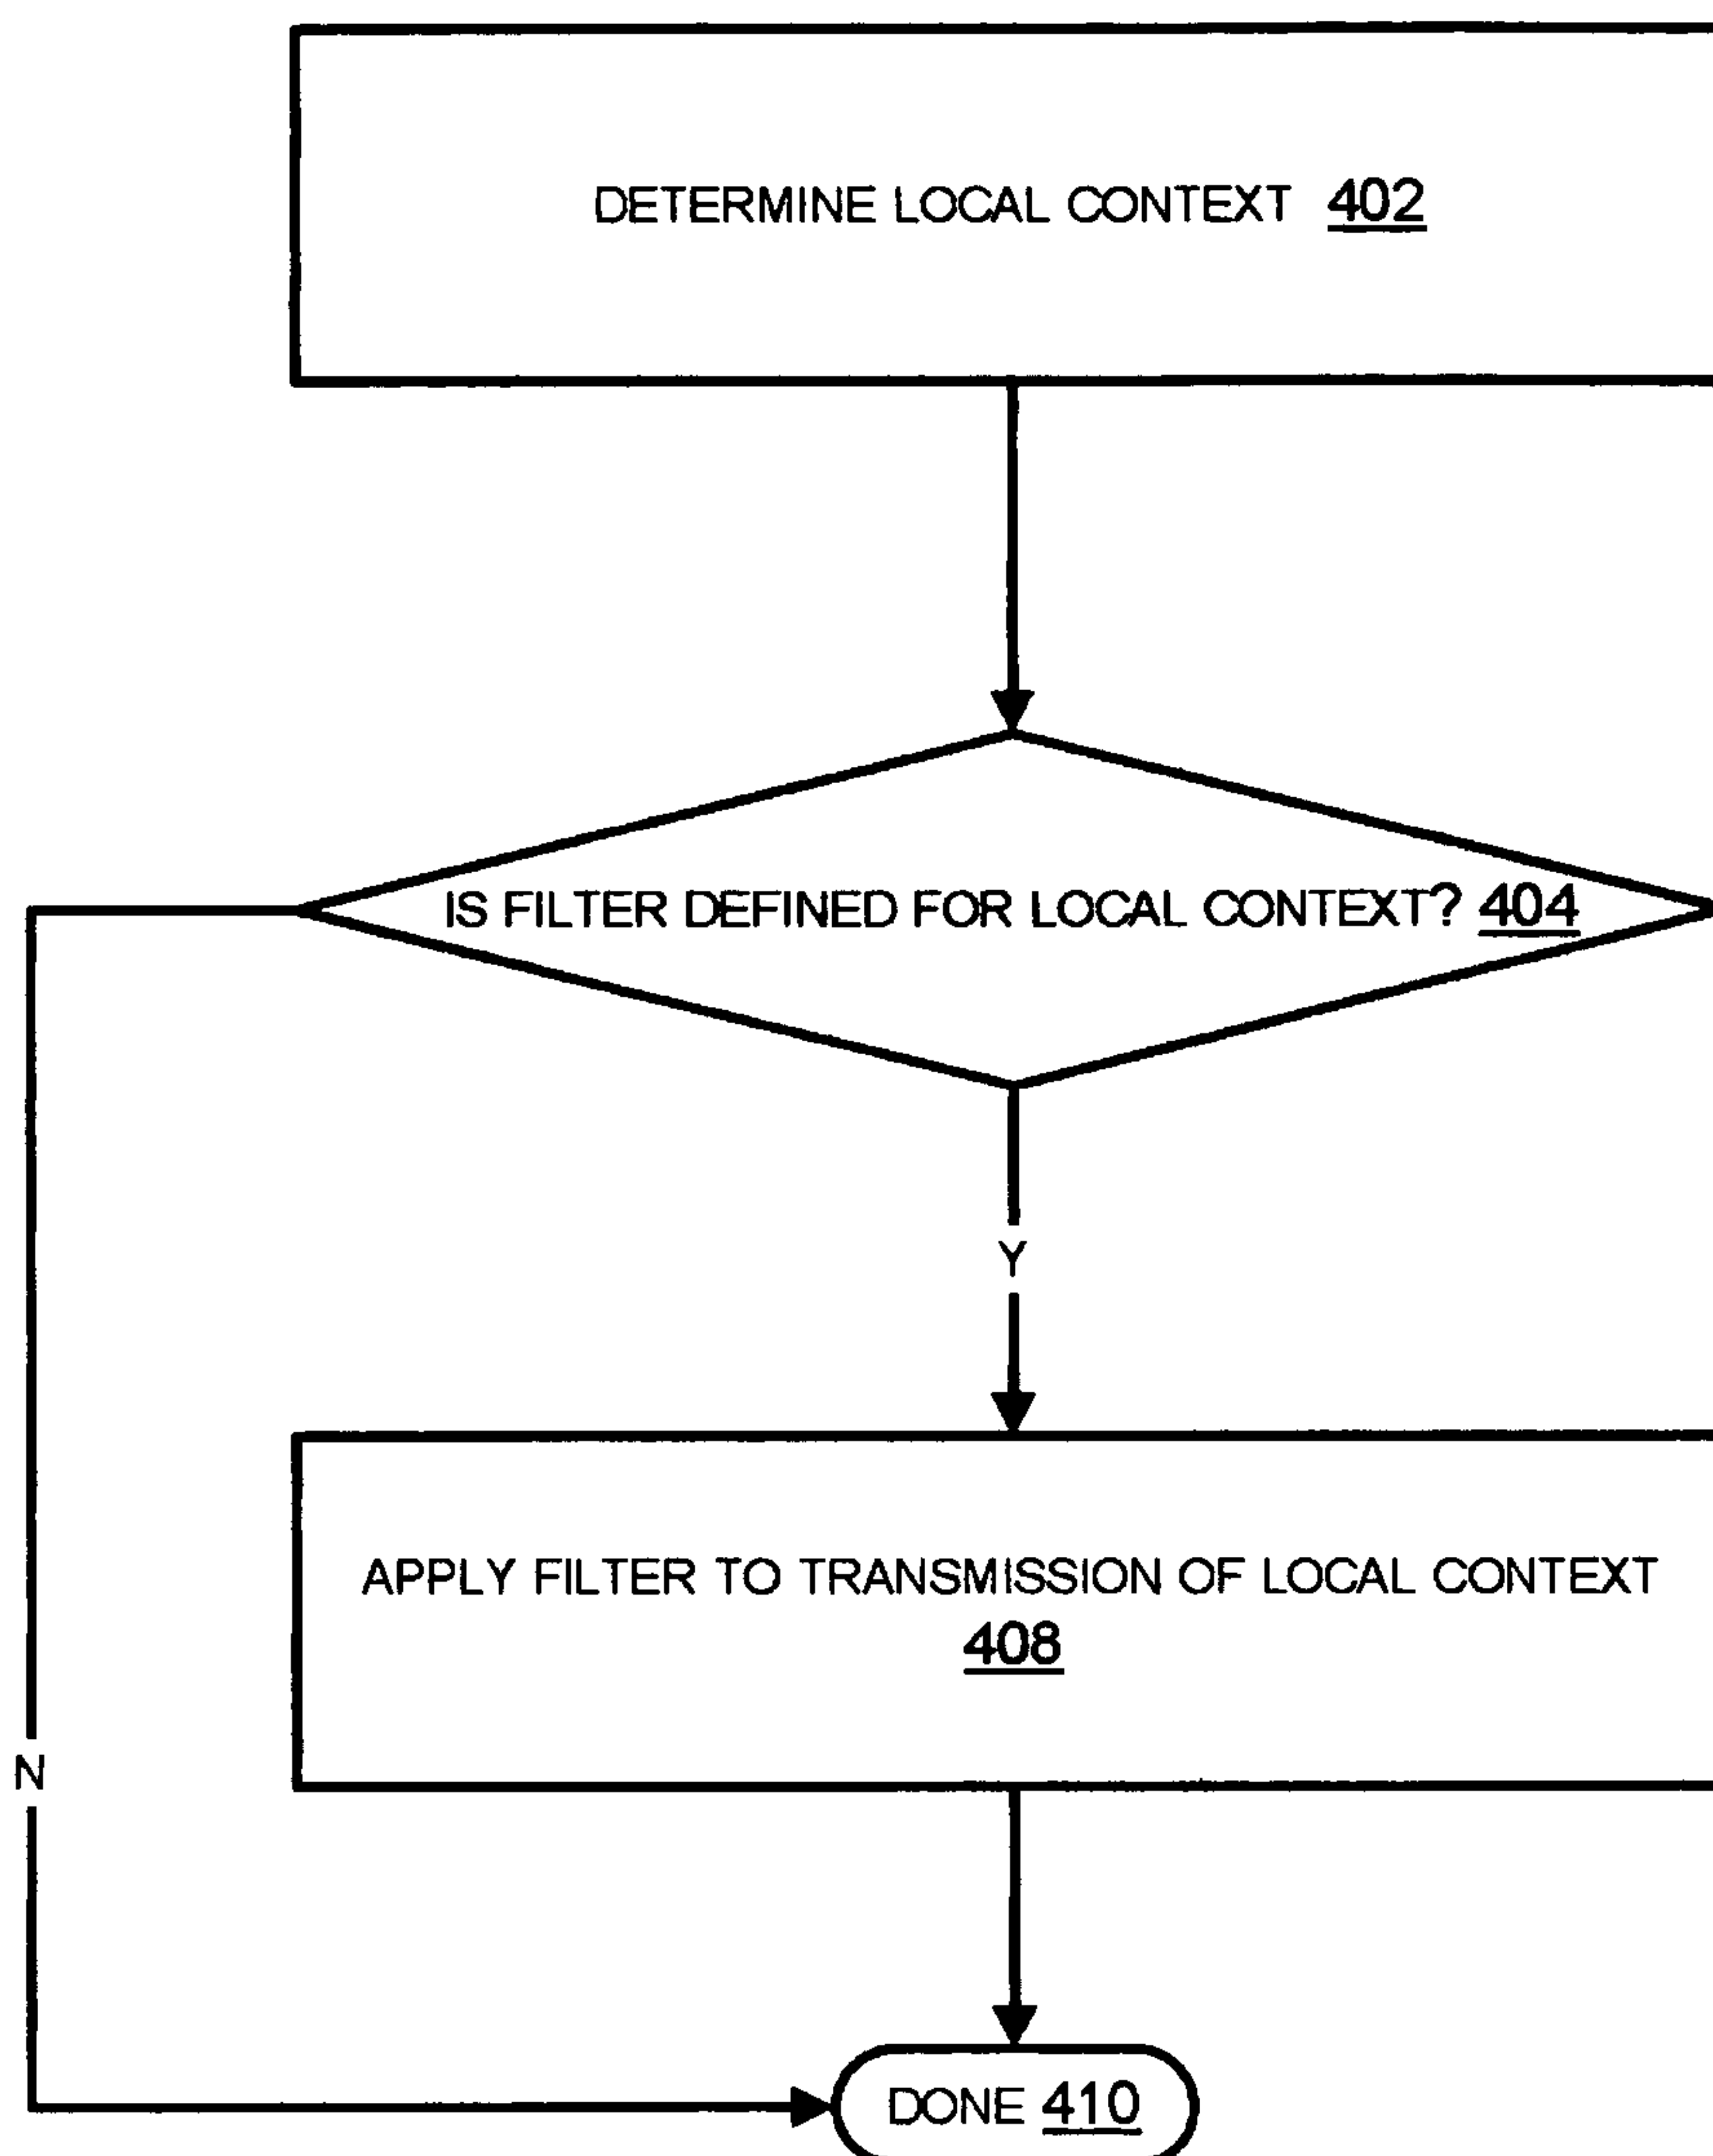 DETERMINE LOCAL CONTEXT 402
IS FILTER DEFINED FOR LOCAL CONTEXT? 404
Y
APPLY FILTER TO TRANSMISSION OF LOCAL CONTEXT
408
N
DONE 410